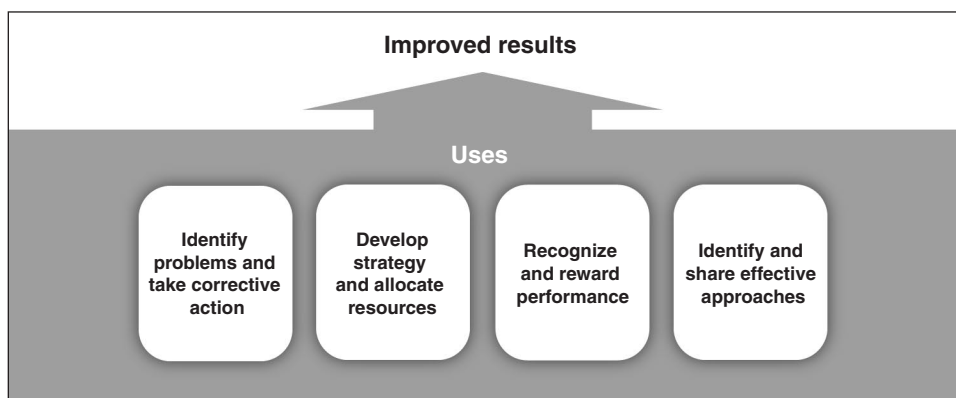 Improved results
Uses
Identify
problems and
take corrective
action
Develop
strategy
and allocate
resources
Recognize
and reward
performance
Identify and
share effective
approaches